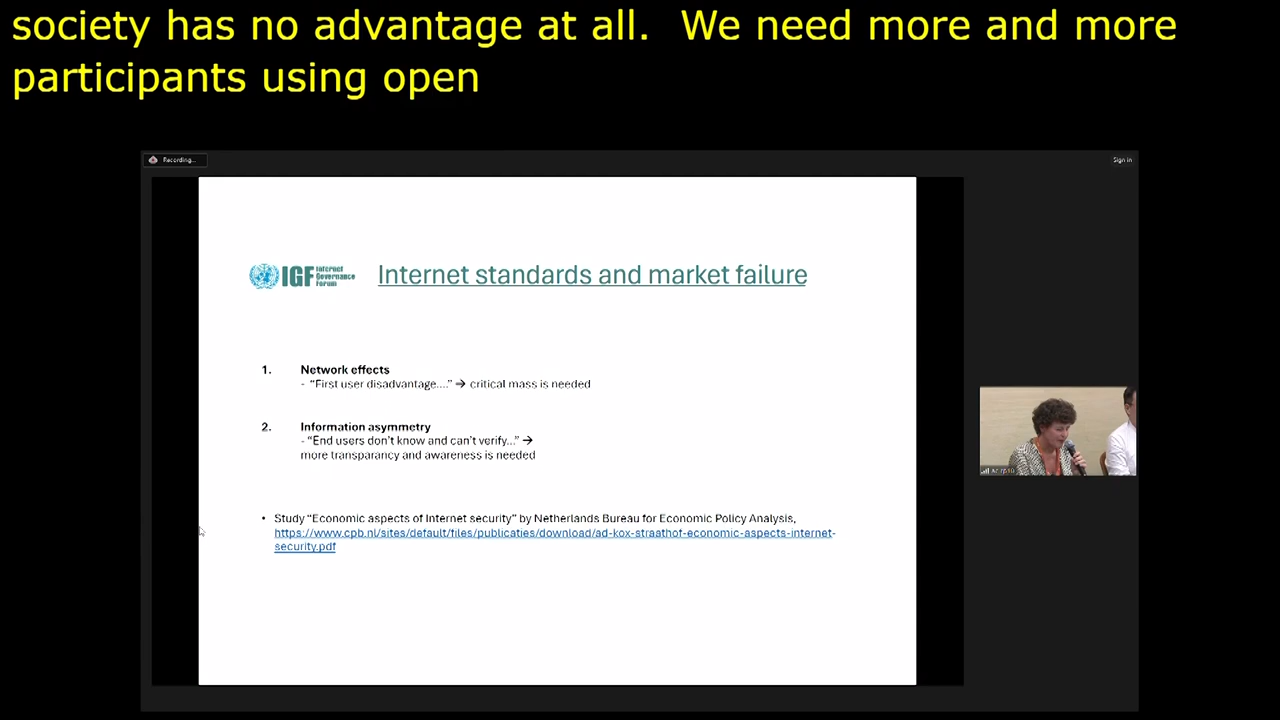 society has no advantage at all.  We need more and more
participants using open
Recording...
Sign in
IGF Internet
Governance
Forum
Internet standards and market failure
1. Network effects
- "First user disadvantage...." → critical mass is needed
2. Information asymmetry
- "End users don't know and can't verify..." →
more transparancy and awareness is needed
• Study "Economic aspects of Internet security" by Netherlands Bureau for Economic Policy Analysis,
https://www.cpb.nl/sites/default/files/publicaties/download/ad-kox-straathof-economic-aspects-internet-
security.pdf